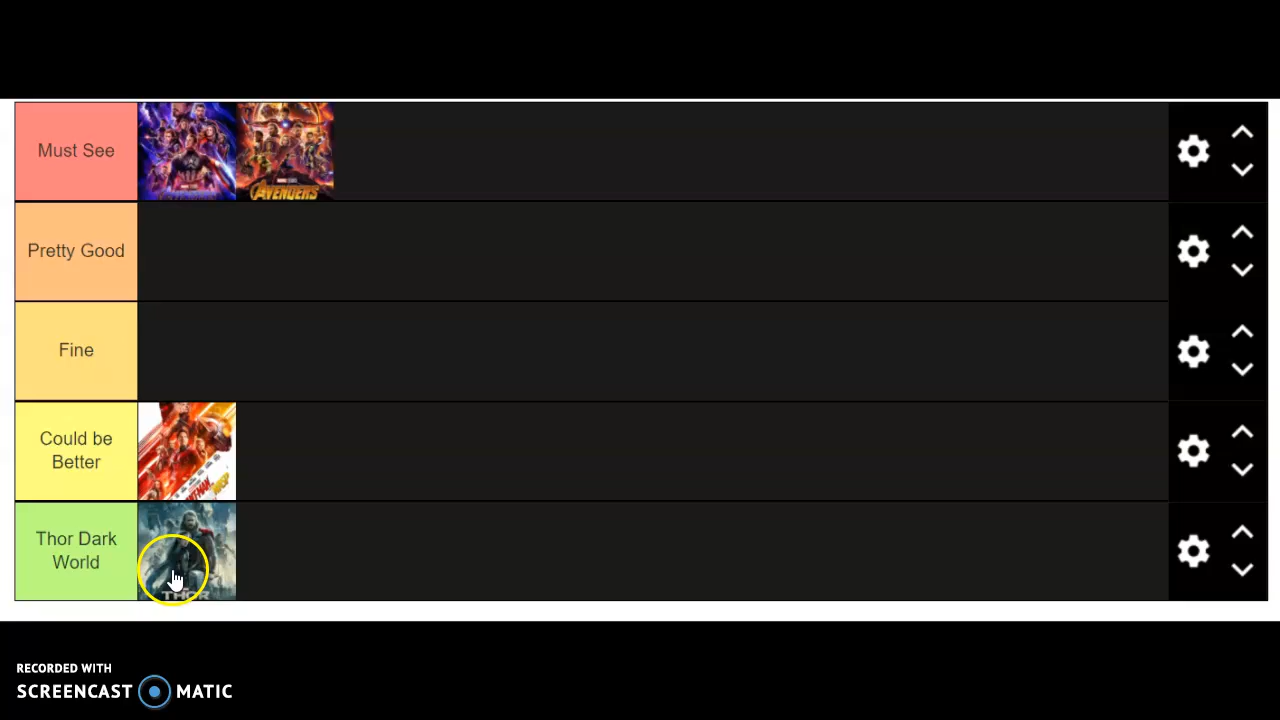 Must See
AVENGERS
Pretty Good
Fine
Could be
Better
Thor Dark
World
THOR
RECORDED WITH
SCREENCAST MATIC